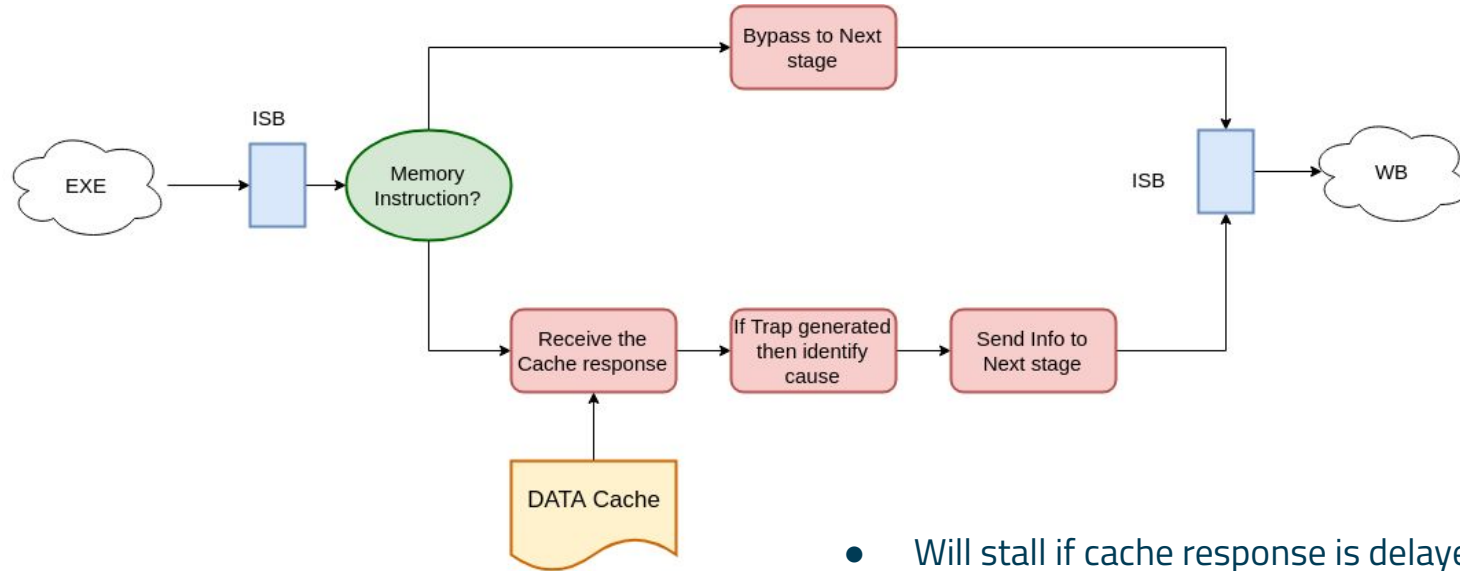 Bypass to Next
stage
ISB
EXE
Memory
Instruction?
ISB
WB
Receive the
Cache response
If Trap generated
then identify
cause
Send Info to
Next stage
DATA Cache
● Will stall if cache response is delaye